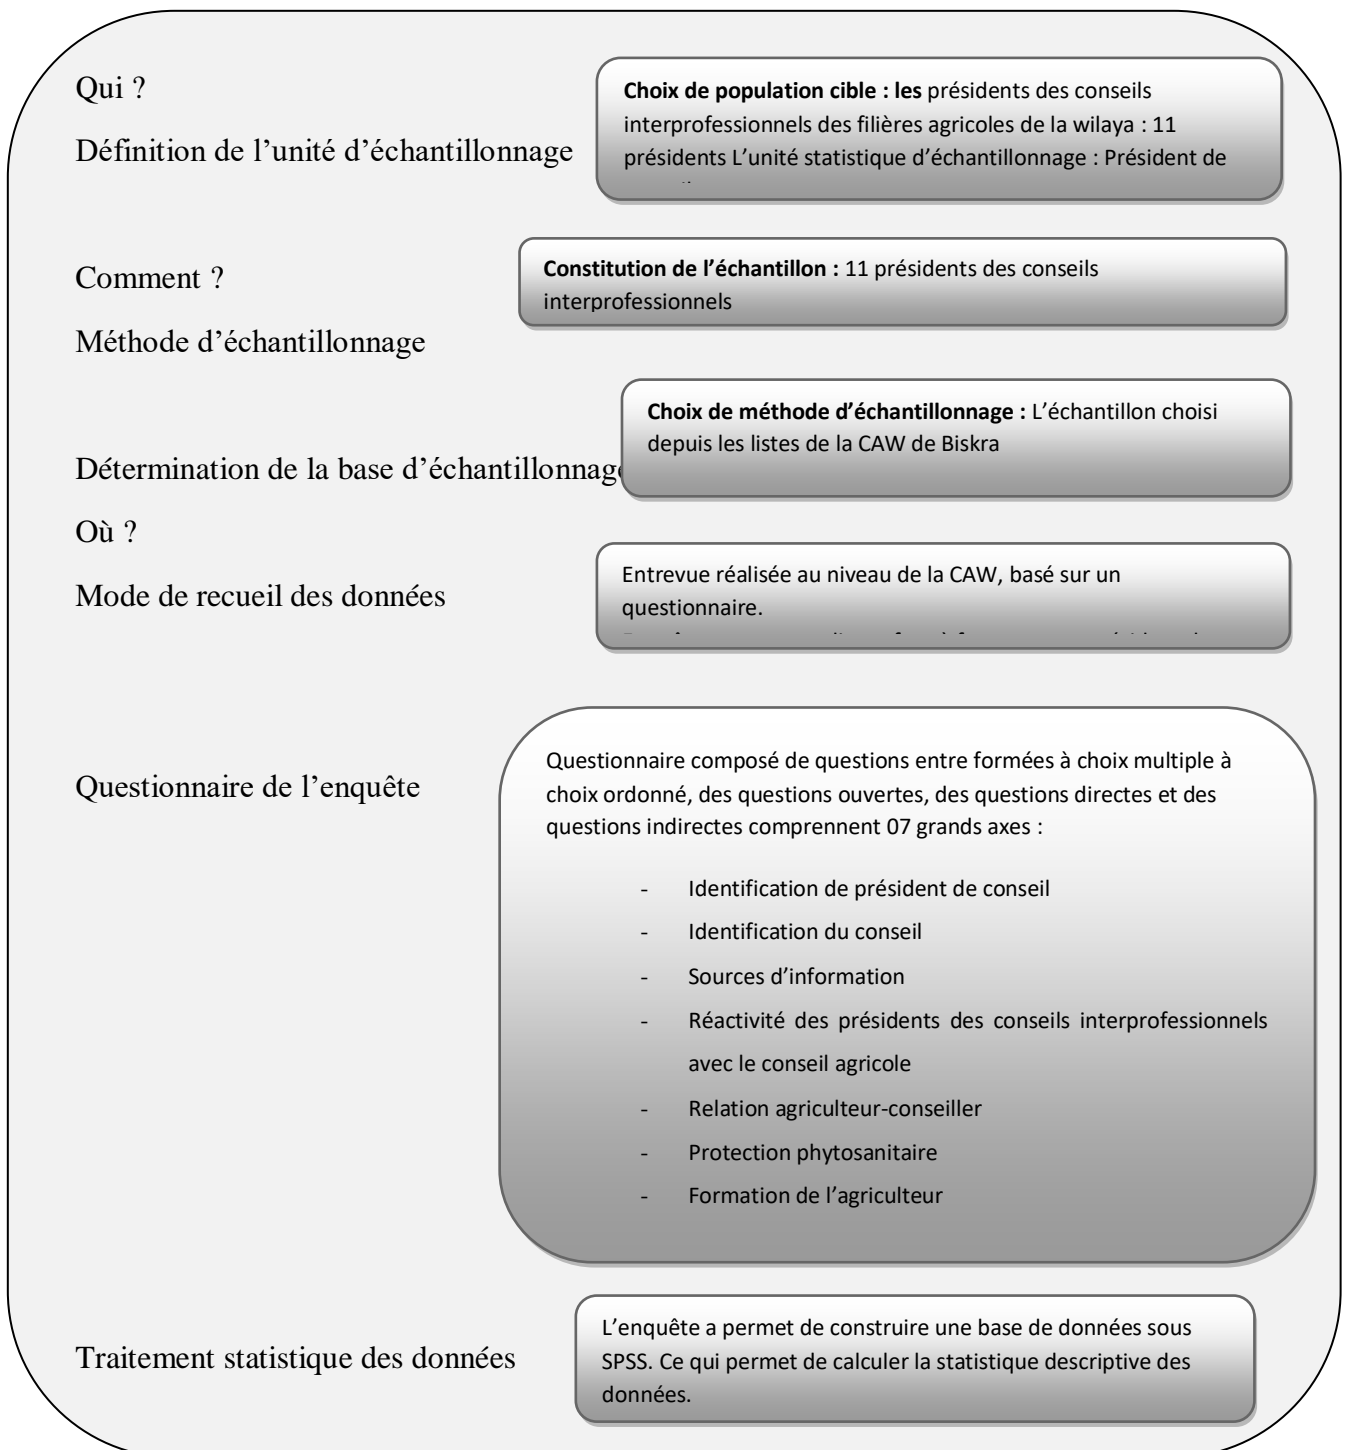 Qui ?
Choix de population cible : les présidents des conseils
interprofessionnels des filières agricoles de la wilaya : 11
Définition de l’unité d’échantillonnage
présidents L’unité statistique d’échantillonnage : Président de
Comment ?
Constitution de l’échantillon : 11 présidents des conseils
interprofessionnels
Méthode d’échantillonnage
Choix de méthode d’échantillonnage : L’échantillon choisi
depuis les listes de la CAW de Biskra
Détermination de la base d’échantillonnage
Où ?
Mode de recueil des données
Entrevue réalisée au niveau de la CAW, basé sur un
questionnaire.
Questionnaire de l’enquête
Questionnaire composé de questions entre formées à choix multiple à
choix ordonné, des questions ouvertes, des questions directes et des
questions indirectes comprennent 07 grands axes :
- Identification de président de conseil
- Identification du conseil
- Sources d’information
- Réactivité des présidents des conseils interprofessionnels
avec le conseil agricole
- Relation agriculteur-conseiller
- Protection phytosanitaire
- Formation de l’agriculteur
Traitement statistique des données
L’enquête a permet de construire une base de données sous
SPSS. Ce qui permet de calculer la statistique descriptive des
données.